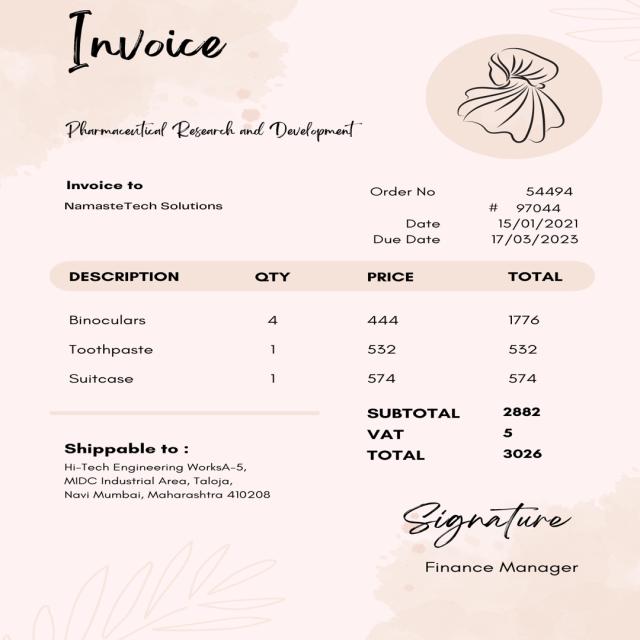 Invoice
Pharmaceutical Research and Development
Invoice to
NamasteTech Solutions
Order No 54494
# 97044
Date 15/01/2021
Due Date 17/03/2023
DESCRIPTION QTY PRICE TOTAL
Binoculars 4 444 1776
Toothpaste 1 532 532
Suitcase 1 574 574
SUBTOTAL 2882
VAT 5
TOTAL 3026
Shippable to :
Hi-Tech Engineering WorksA-5,
MIDC Industrial Area, Taloja,
Navi Mumbai, Maharashtra 410208
Signature
Finance Manager